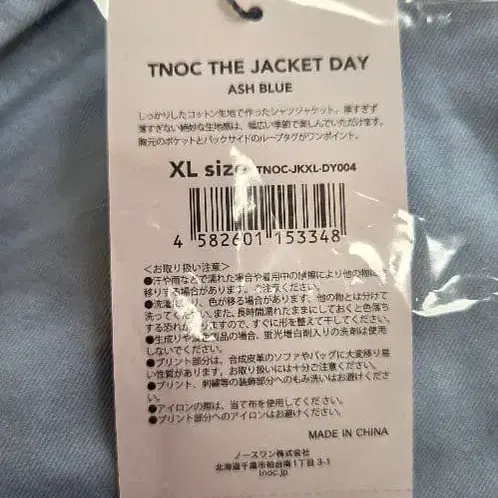 TNOC THE JACKET DAY
ASH BLUE
しっかりしたコットン生地で作ったシャツジャケット。厚すぎず
薄すぎない絶妙な生地感は、幅広い季節で楽しんでいただけます。
胸元のポケットとバックサイドのループタグがワンポイント。
XL size TNOC-JKXL-DY004
4 582601 153348
＜お取り扱い注意＞
●汗や雨などで濡れた場合や着用中の摩擦により他の物に
移りする場合があります。ご注意ください。
●洗濯により、色が移る場合があります。他の物とは分けて
洗ってください。また、長時間濡れたままにしておくと色落ち
する恐れがありますので、すぐに形を整えて干してください。
●生成りや淡色製品の場合、蛍光増白剤入りの洗剤は使用
しないでください。
●プリント部分は、合成皮革のソファやバッグに大変移り易
い性質があります。お取り扱いには十分ご注意ください。
●プリント、刺繍等の装飾部分へのもみ洗いはお避けくださ
い。
●アイロンの際は、当て布を使用してください。
●プリント部分へのアイロンはお避けください。
MADE IN CHINA
ノースワン株式会社
北海道千歳市柏台南1丁目3-1
tnoc.jp